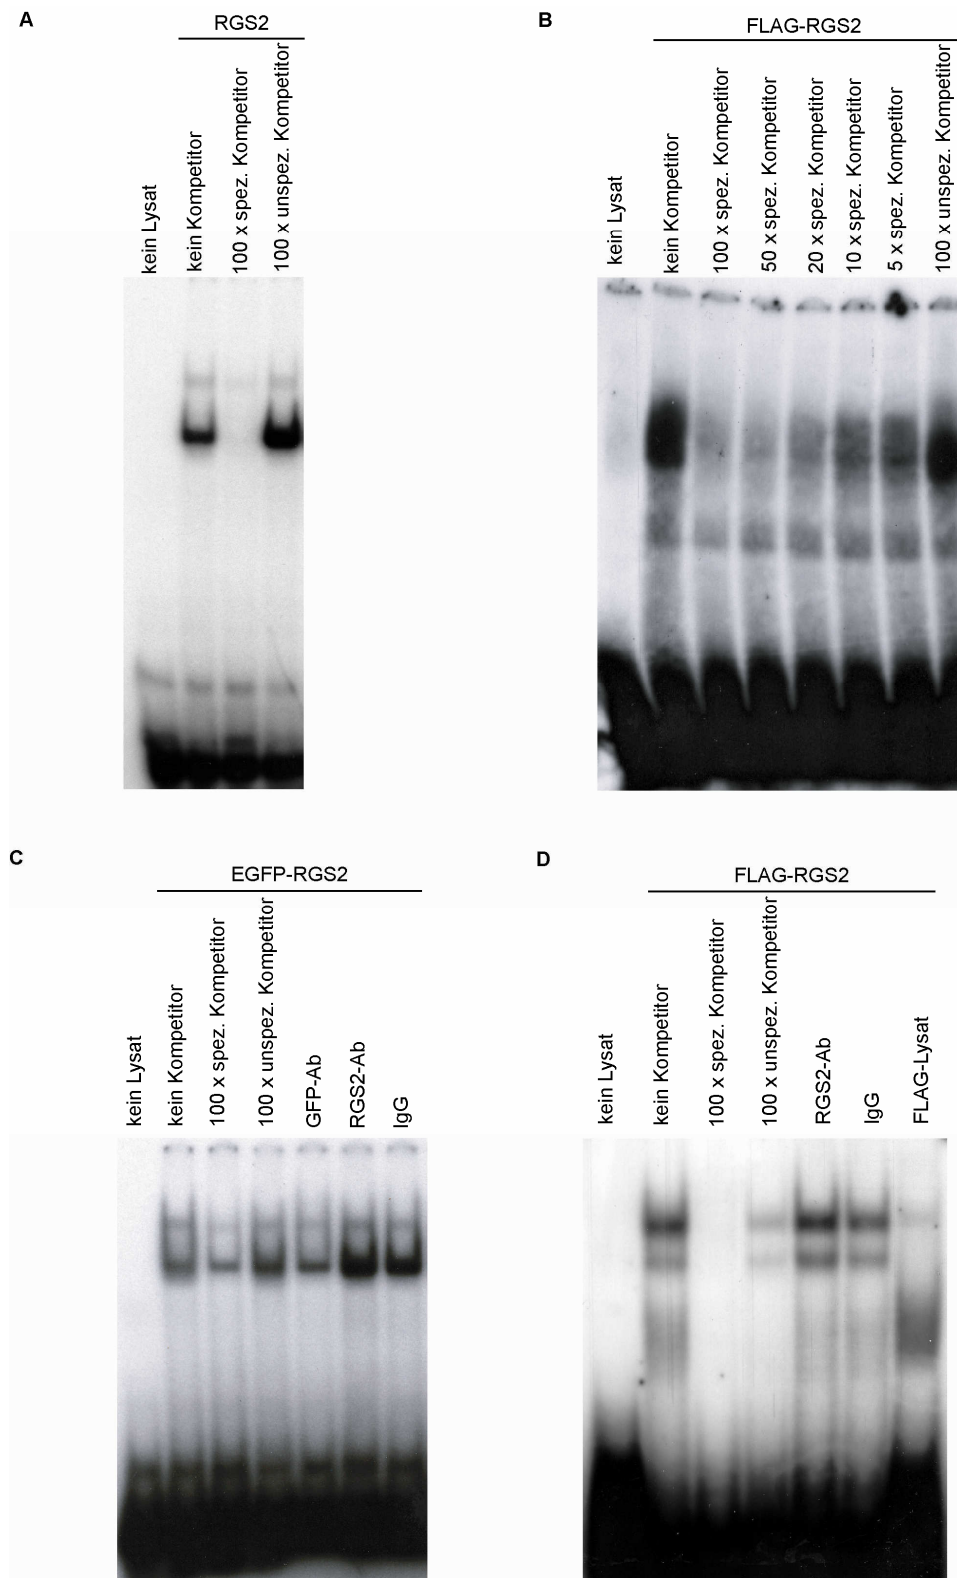 A
RGS2
kein Lysat
kein Kompetitor
100 x spez. Kompetitor
100 x unspez. Kompetitor
B
FLAG-RGS2
kein Lysat
kein Kompetitor
100 x spez. Kompetitor
50 x spez. Kompetitor
20 x spez. Kompetitor
10 x spez. Kompetitor
5 x spez. Kompetitor
100 x unspez. Kompetitor
C
EGFP-RGS2
kein Lysat
kein Kompetitor
100 x spez. Kompetitor
100 x unspez. Kompetitor
GFP-Ab
RGS2-Ab
IgG
D
FLAG-RGS2
kein Lysat
kein Kompetitor
100 x spez. Kompetitor
100 x unspez. Kompetitor
RGS2-Ab
IgG
FLAG-Lysat